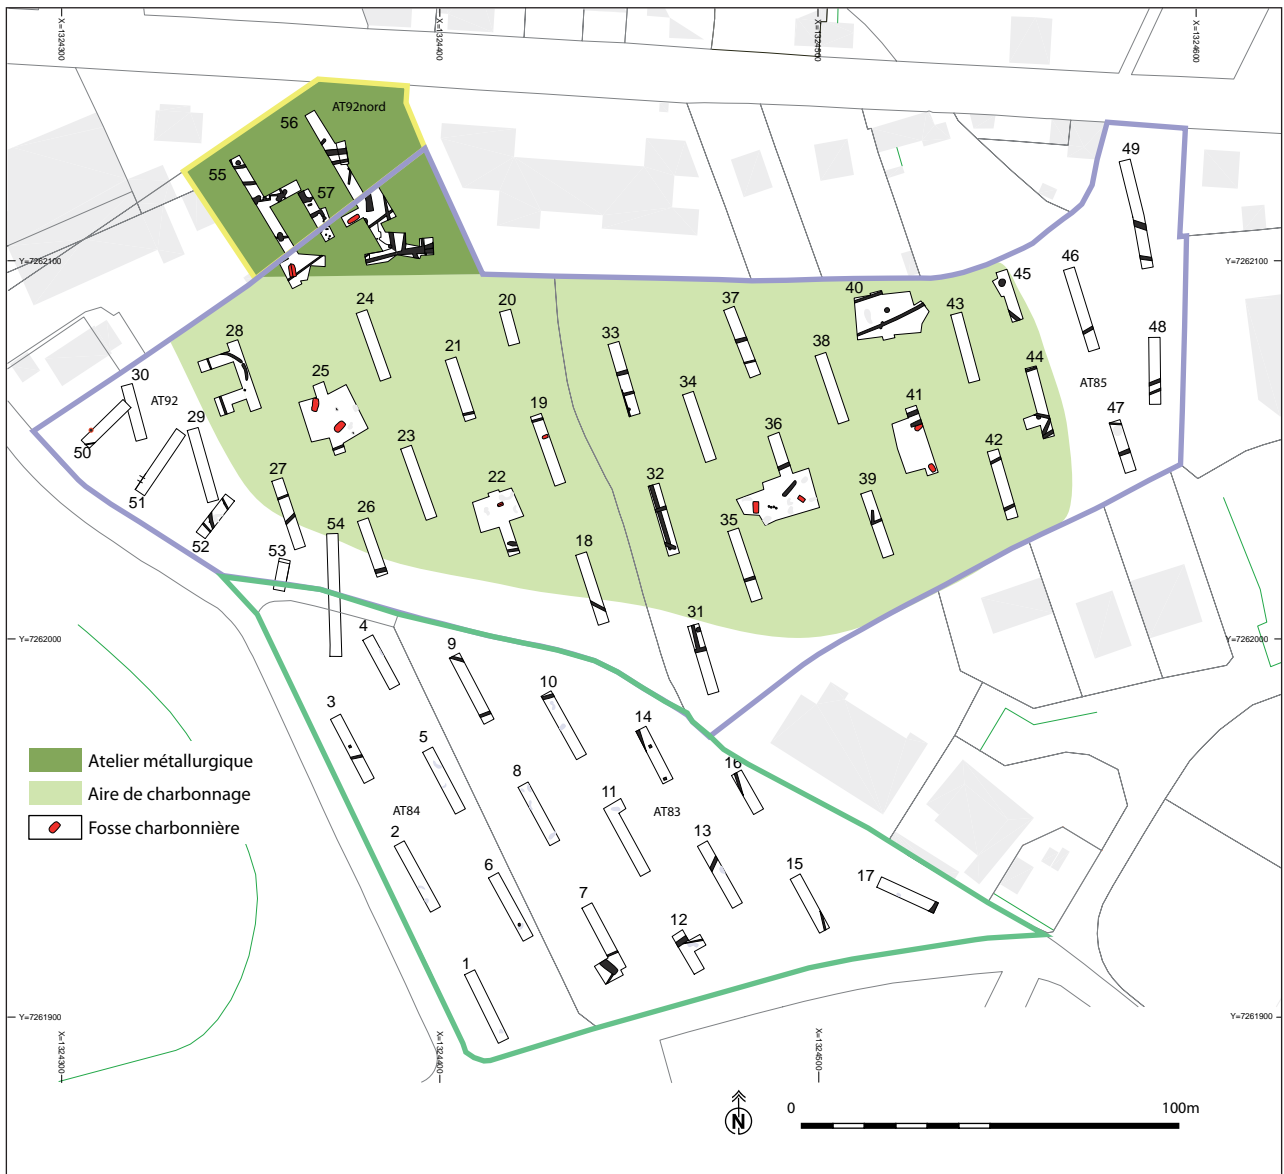 X=1324300
X=1324400
X=1324500
X=1324600
AT92nord
56
55
57
49
Y=7262100
Y=7262100
46
45
40
24
20
37
43
28
33
38
48
21
25
30
AT92
44
AT85
34
19
41
29
47
23
36
50
42
27
22
32
39
51
26
54
35
52
18
53
31
Y=7262000
Y=7262000
4
9
10
3
14
5
16
8
11
Atelier métallurgique
Aire de charbonnage
Fosse charbonnière
AT84
AT83
2
13
6
15
17
7
12
1
Y=7261900
Y=7261900
X=1324300
X=1324400
X=1324500
N
0
100m